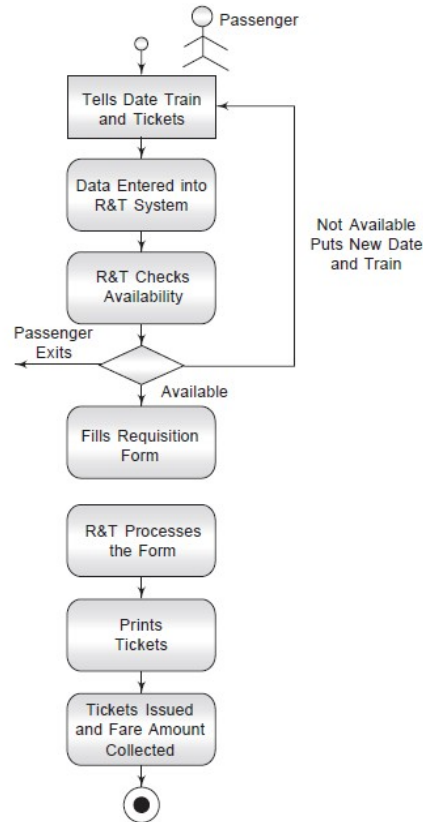 Passenger
Tells Date Train
and Tickets
Data Entered into
R&T System
Not Available
Puts New Date
and Train
R&T Checks
Availability
Passenger
Exits
Available
Fills Requisition
Form
R&T Processes
the Form
Prints
Tickets
Tickets Issued
and Fare Amount
Collected